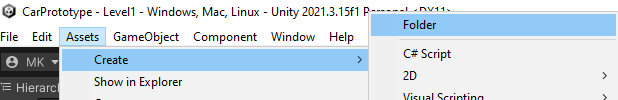 CarPrototype - Level1 - Windows, Mac, Linux - Unity 2021.3.15f1 Personal <DX11>
File Edit Assets GameObject Component Window Help
Folder
MK
Create
C# Script
Hierarch
Show in Explorer
2D
Visual Scripting